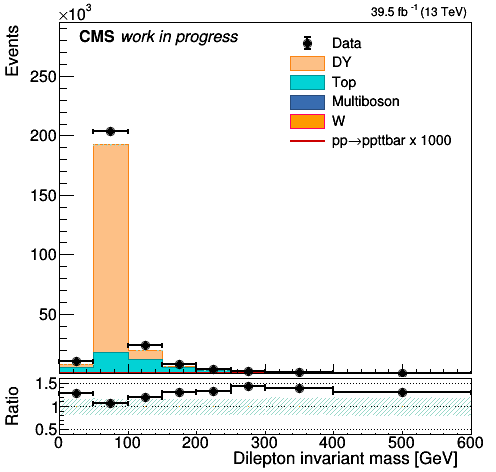 ×10³
39.5 fb⁻¹ (13 TeV)
CMS work in progress
Events
Data
DY
Top
Multiboson
W
pp→ppttbar x 1000
250
200
150
100
50
Ratio
1.5
1
0.5
0 100 200 300 400 500 600
Dilepton invariant mass [GeV]